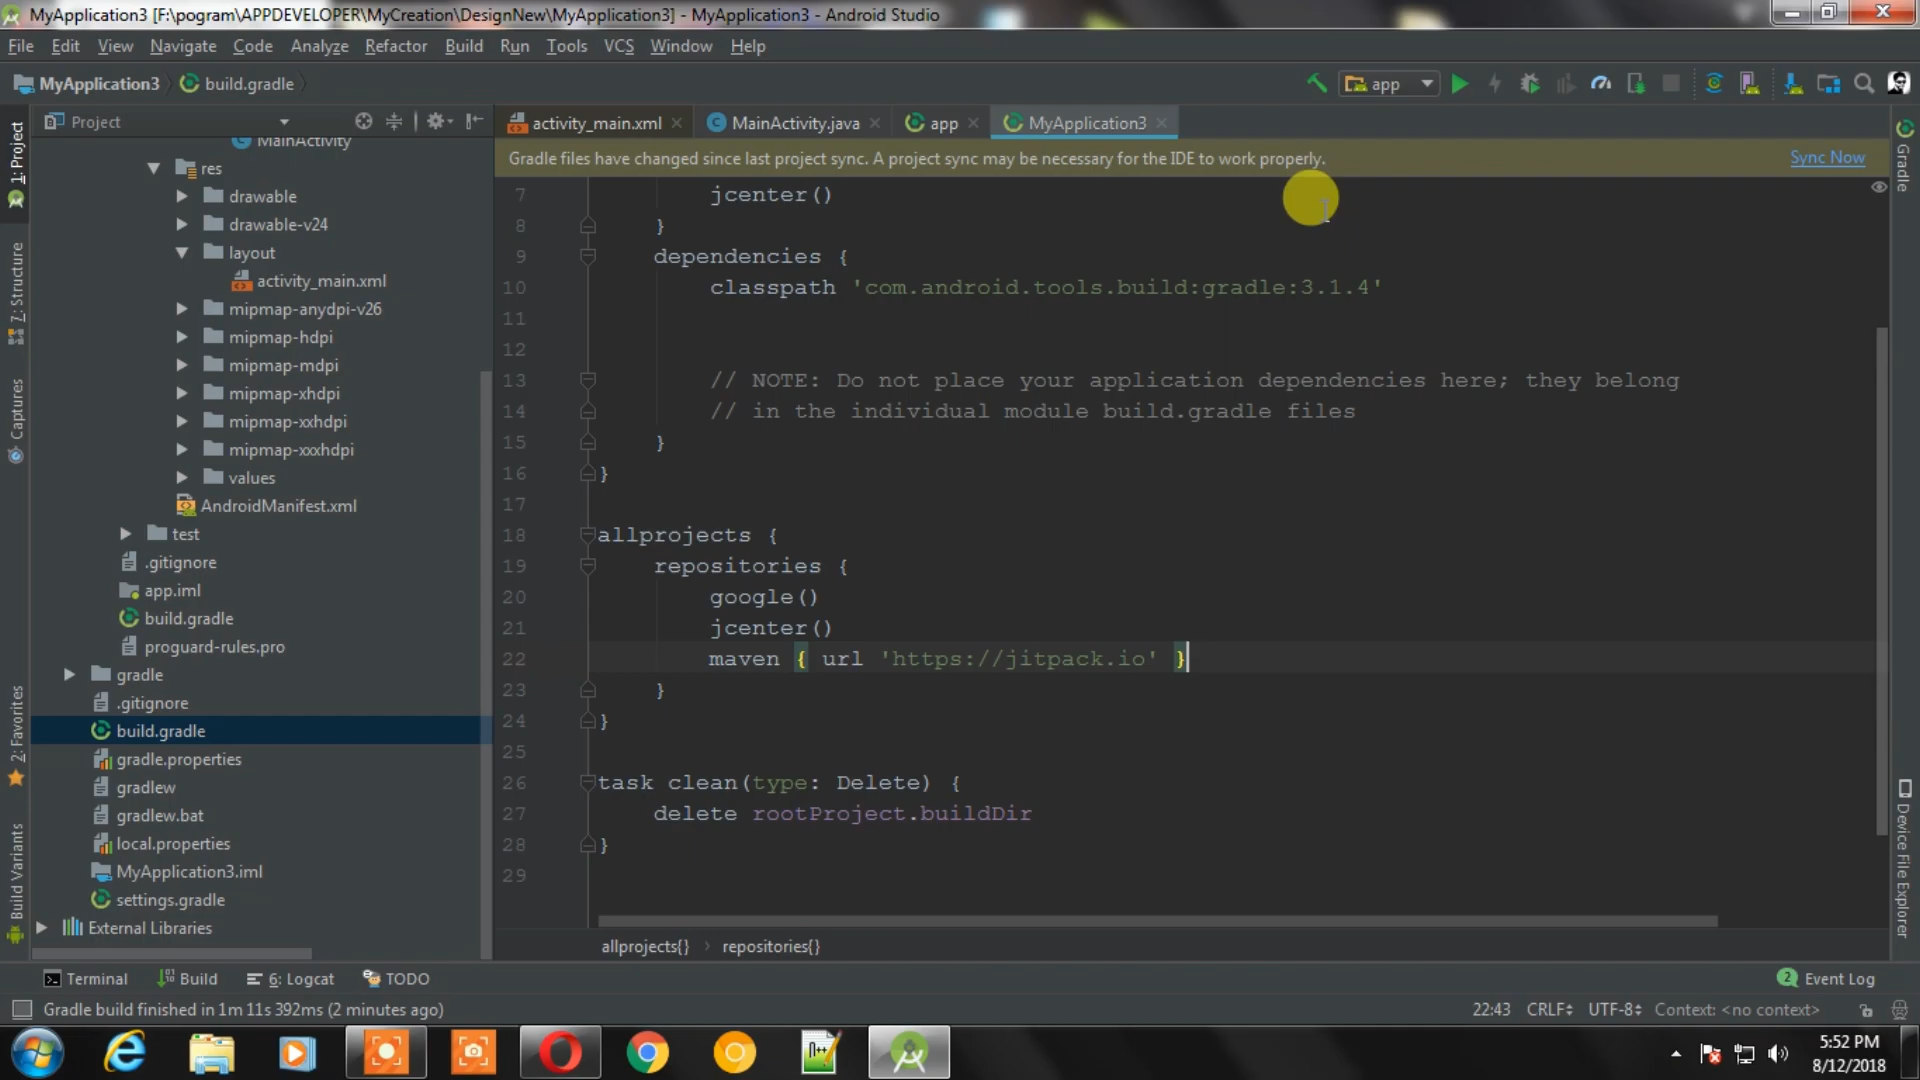 MyApplication3 [F:\pogram\APPDEVELOPER\MyCreation\DesignNew\MyApplication3] - MyApplication3 - Android Studio
File Edit View Navigate Code Analyze Refactor Build Run Tools VCS Window Help
MyApplication3 build.gradle
app
Project
activity_main.xml MainActivity.java app MyApplication3
Gradle files have changed since last project sync. A project sync may be necessary for the IDE to work properly. Sync Now
1: Project
7: Structure
Captures
2: Favorites
Build Variants
MainActivity
res
drawable
drawable-v24
layout
activity_main.xml
mipmap-anydpi-v26
mipmap-hdpi
mipmap-mdpi
mipmap-xhdpi
mipmap-xxhdpi
mipmap-xxxhdpi
values
AndroidManifest.xml
test
.gitignore
app.iml
build.gradle
proguard-rules.pro
gradle
.gitignore
build.gradle
gradle.properties
gradlew
gradlew.bat
local.properties
MyApplication3.iml
settings.gradle
External Libraries
7 jcenter()
8 }
9 dependencies {
10 classpath 'com.android.tools.build:gradle:3.1.4'
11
12
13 // NOTE: Do not place your application dependencies here; they belong
14 // in the individual module build.gradle files
15 }
16 }
17
18 allprojects {
19 repositories {
20 google()
21 jcenter()
22 maven { url 'https://jitpack.io' }
23 }
24 }
25
26 task clean(type: Delete) {
27 delete rootProject.buildDir
28 }
29
allprojects{} › repositories{}
Gradle
Device File Explorer
Terminal Build 6: Logcat TODO
2 Event Log
Gradle build finished in 1m 11s 392ms (2 minutes ago)
22:43 CRLF UTF-8 Context: <no context>
5:52 PM
8/12/2018